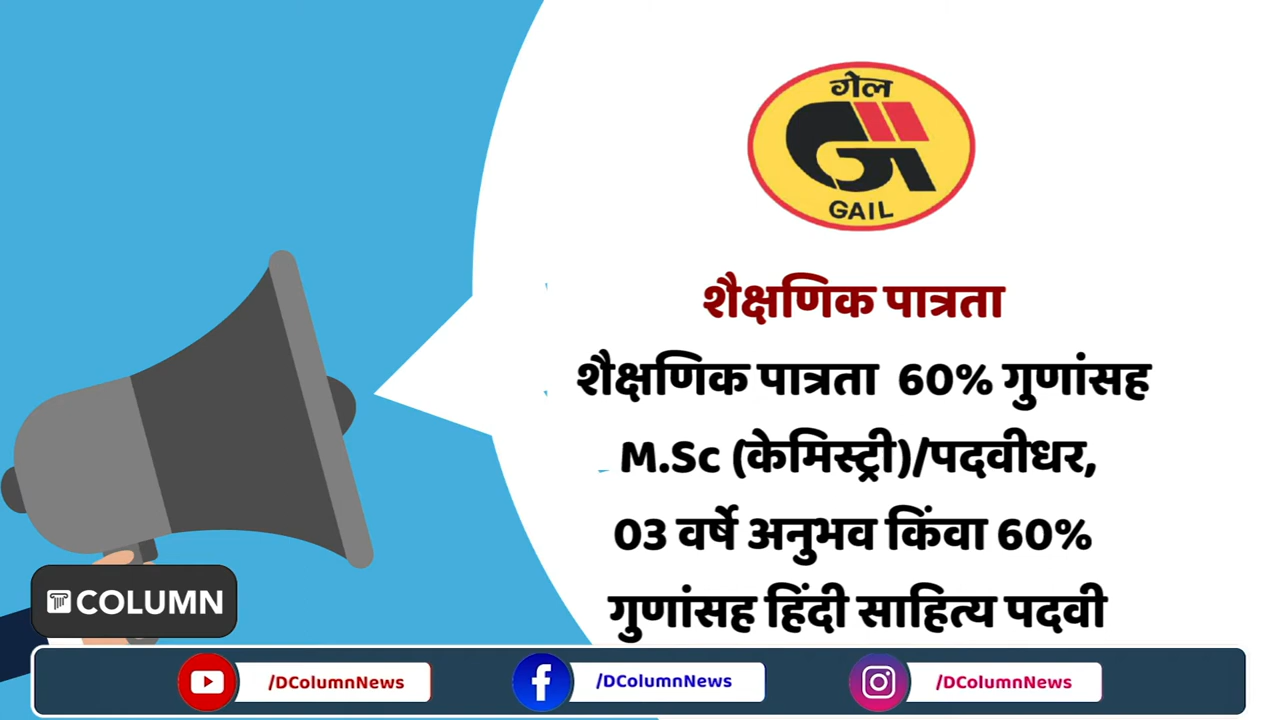 गेल
GAIL
शैक्षणिक पात्रता
शैक्षणिक पात्रता 60% गुणांसह
M.Sc (केमिस्ट्री)/पदवीधर,
03 वर्षे अनुभव किंवा 60%
गुणांसह हिंदी साहित्य पदवी
COLUMN
/DColumnNews
/DColumnNews
/DColumnNews